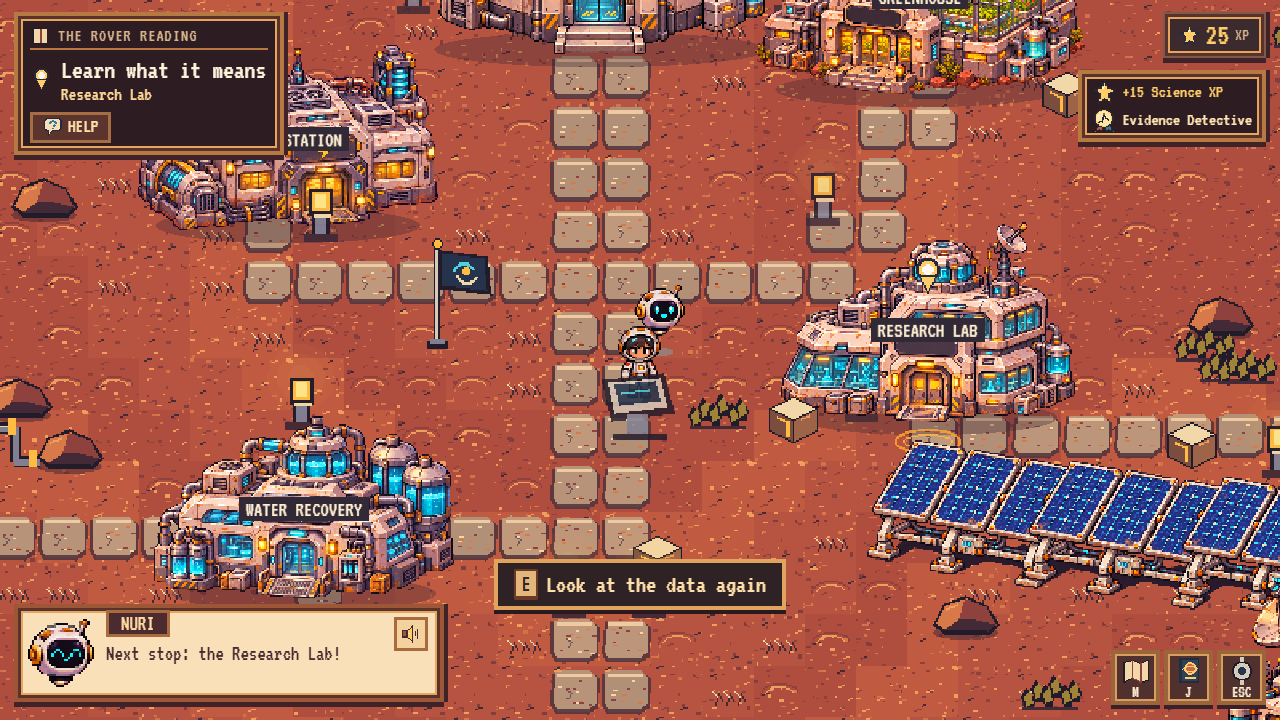 THE ROVER READING
Learn what it means
Research Lab
HELP
GREENHOUSE
25 XP
+15 Science XP
Evidence Detective
STATION
RESEARCH LAB
WATER RECOVERY
E Look at the data again
NURI
Next stop: the Research Lab!
M
J
ESC